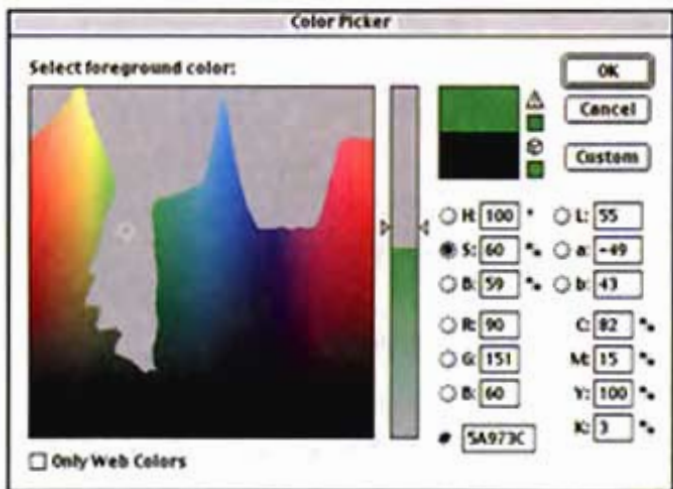 Color Picker
Select foreground color:
OK
Cancel
Custom
H: 100 °
S: 60 %
B: 59 %
R: 90
G: 151
B: 60
# 5A973C
L: 55
a: -49
b: 43
C: 82 %
M: 15 %
Y: 100 %
K: 3 %
Only Web Colors